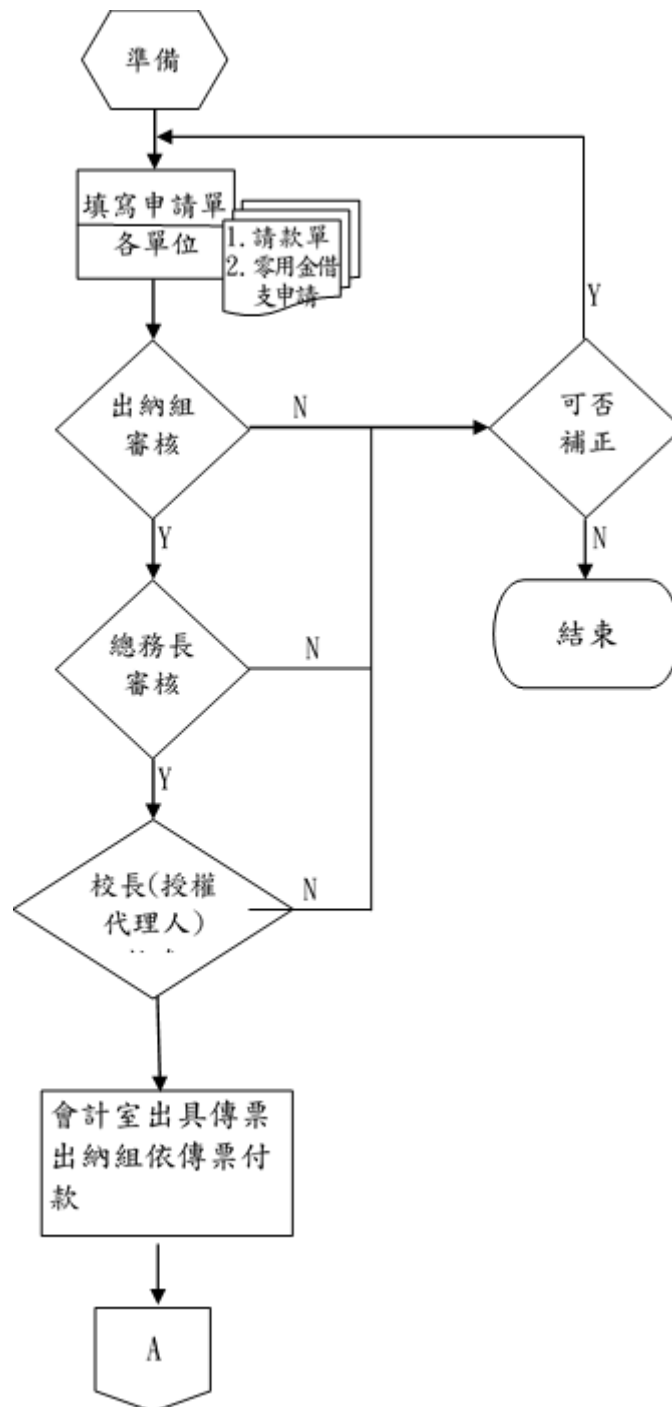 準備
填寫申請單
各單位
1. 請款單
2. 零用金借
支申請
Y
出納組
審核
N
可否
補正
Y
N
結束
總務長
審核
N
Y
校長(授權
代理人)
N
會計室出具傳票
出納組依傳票付
款
A